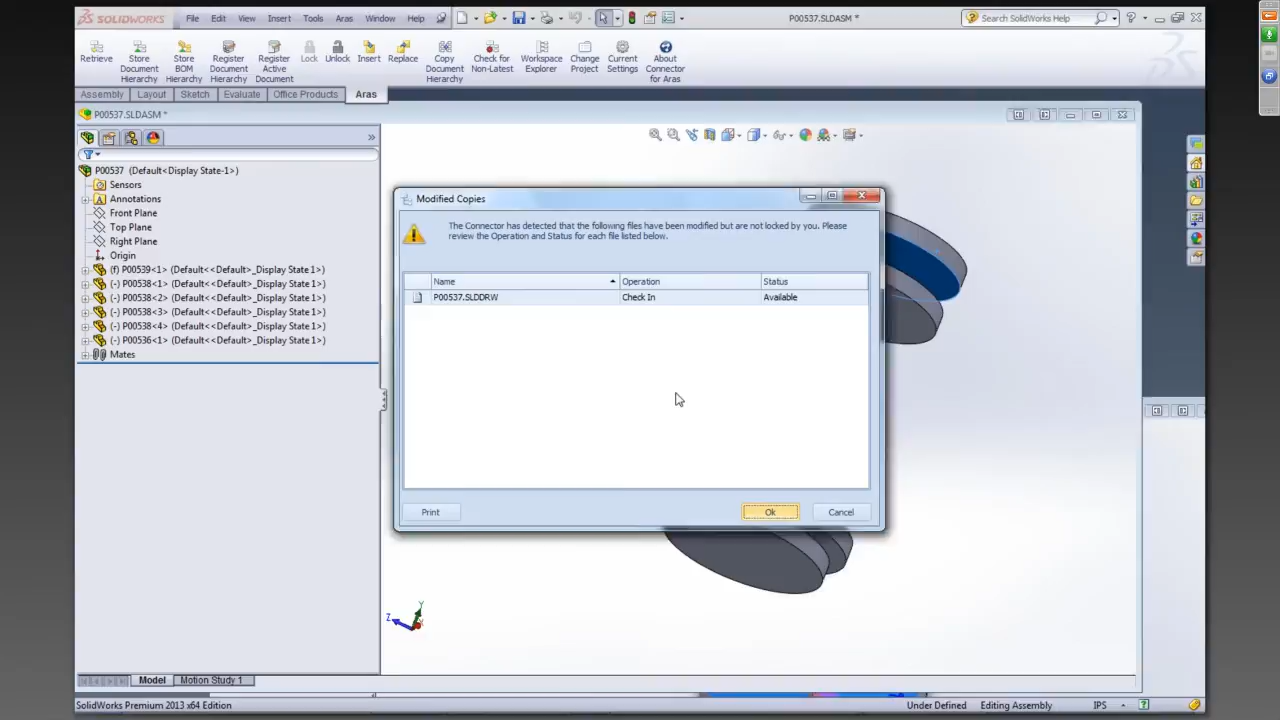 SOLIDWORKS File Edit View Insert Tools Aras Window Help P00537.SLDASM * Search SolidWorks Help
Retrieve Store Document Hierarchy Store BOM Hierarchy Register Document Hierarchy Register Active Document Lock Unlock Insert Replace Copy Document Hierarchy Check for Non-Latest Workspace Explorer Change Project Current Settings About Connector for Aras
Assembly Layout Sketch Evaluate Office Products Aras
P00537.SLDASM *
P00537 (Default<Display State-1>)
Sensors
Annotations
Front Plane
Top Plane
Right Plane
Origin
(f) P00539<1> (Default<<Default>_Display State 1>)
(-) P00538<1> (Default<<Default>_Display State 1>)
(-) P00538<2> (Default<<Default>_Display State 1>)
(-) P00538<3> (Default<<Default>_Display State 1>)
(-) P00538<4> (Default<<Default>_Display State 1>)
(-) P00536<1> (Default<<Default>_Display State 1>)
Mates
Modified Copies
The Connector has detected that the following files have been modified but are not locked by you. Please
review the Operation and Status for each file listed below.
Name Operation Status
P00537.SLDDRW Check In Available
Print Ok Cancel
Y
Z
Model Motion Study 1
SolidWorks Premium 2013 x64 Edition Under Defined Editing Assembly IPS